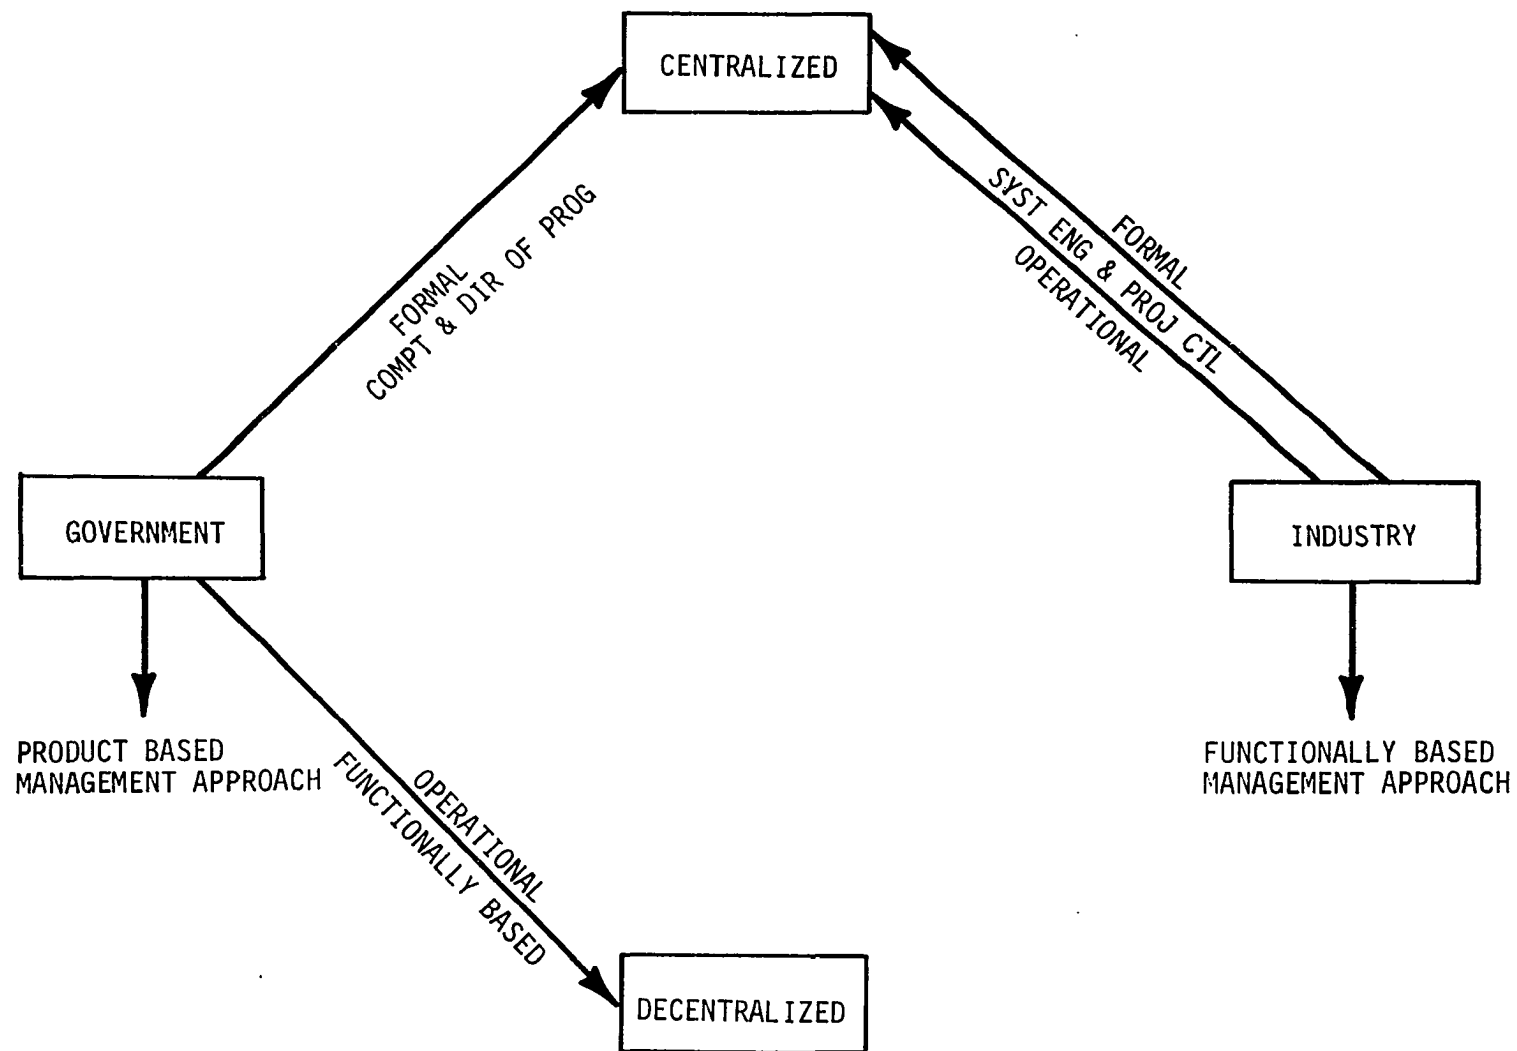 CENTRALIZED
FORMAL
COMPT & DIR OF PROG
FORMAL
SYST ENG & PROJ CTL
OPERATIONAL
GOVERNMENT
INDUSTRY
PRODUCT BASED
MANAGEMENT APPROACH
FUNCTIONALLY BASED
MANAGEMENT APPROACH
OPERATIONAL
FUNCTIONALLY BASED
DECENTRALIZED